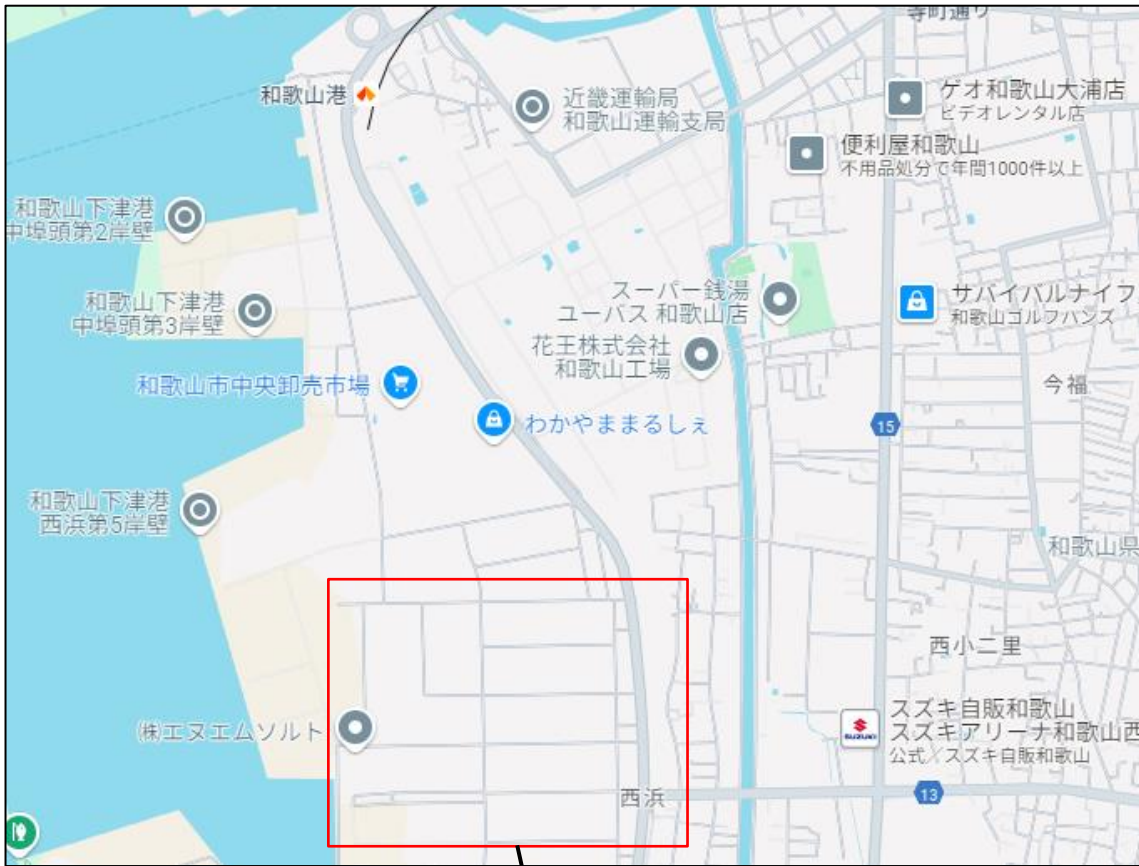 寺町通り
和歌山港
近畿運輸局
和歌山運輸支局
ゲオ和歌山大浦店
ビデオレンタル店
便利屋和歌山
不用品処分で年間1000件以上
和歌山下津港
中埠頭第2岸壁
和歌山下津港
中埠頭第3岸壁
スーパー銭湯
ユーバス 和歌山店
サバイバルナイフ
和歌山ゴルフハンズ
花王株式会社
和歌山工場
和歌山市中央卸売市場
今福
わかやままるしぇ
15
和歌山下津港
西浜第5岸壁
和歌山県
西小二里
㈱エヌエムソルト
スズキ自販和歌山
スズキアリーナ和歌山西
公式/スズキ自販和歌山
SUZUKI
西浜
13